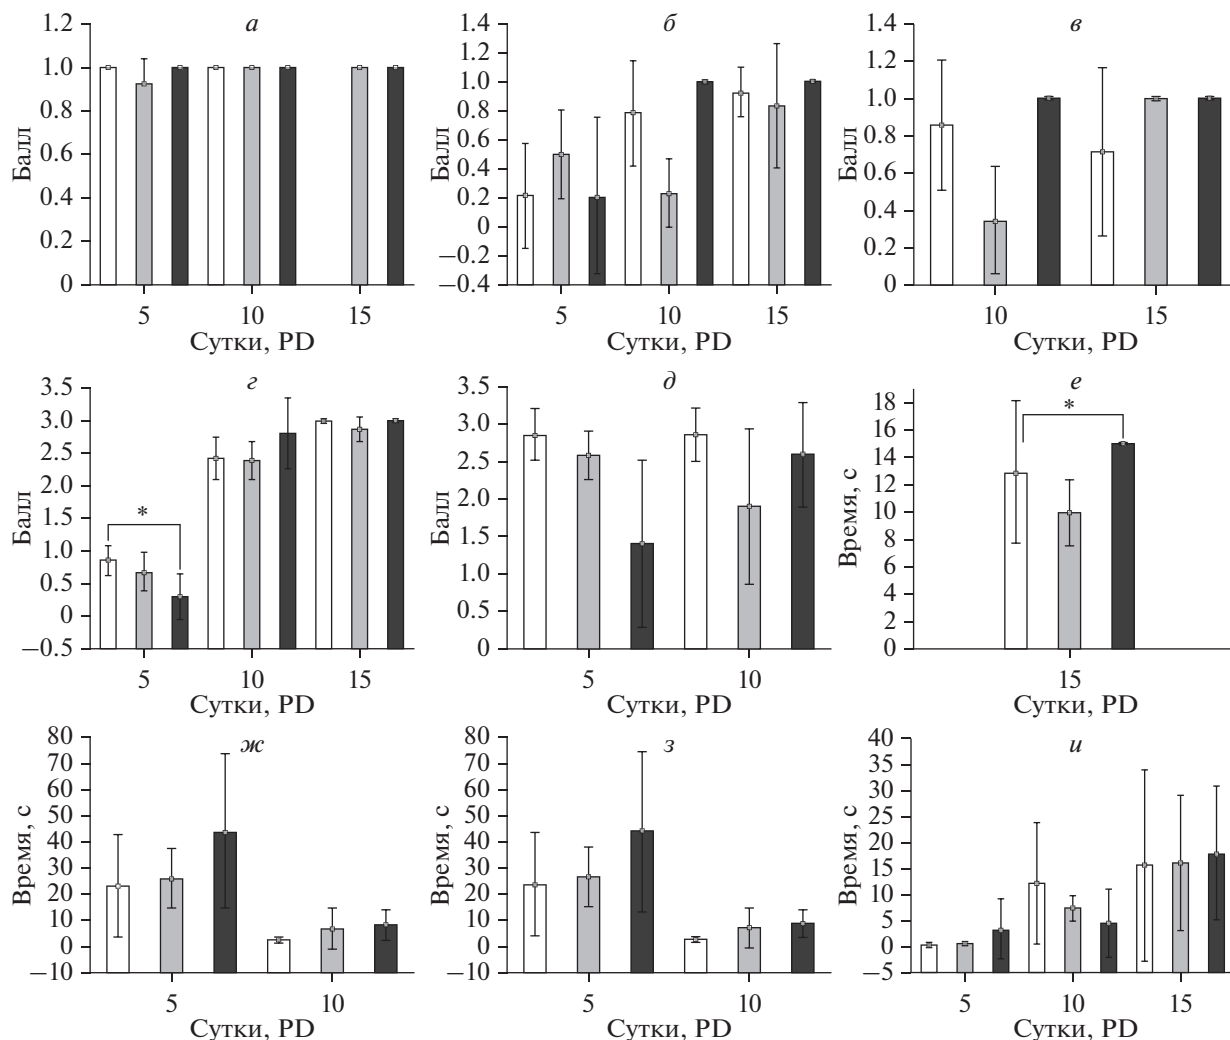 а
1.2
1.0
0.8
0.6
0.4
0.2
0
Балл
5 10 15
Сутки, PD
б
1.4
1.2
1.0
0.8
0.6
0.4
0.2
0
−0.2
−0.4
Балл
5 10 15
Сутки, PD
в
1.4
1.2
1.0
0.8
0.6
0.4
0.2
0
Балл
10 15
Сутки, PD
г
3.5
3.0
2.5
2.0
1.5
1.0
0.5
0
−0.5
Балл
*
5 10 15
Сутки, PD
д
3.5
3.0
2.5
2.0
1.5
1.0
0.5
0
Балл
5 10
Сутки, PD
е
18
16
14
12
10
8
6
4
2
0
Время, с
*
15
Сутки, PD
ж
80
70
60
50
40
30
20
10
0
−10
Время, с
5 10
Сутки, PD
з
80
70
60
50
40
30
20
10
0
−10
Время, с
5 10
Сутки, PD
и
40
35
30
25
20
15
10
5
0
−5
Время, с
5 10 15
Сутки, PD